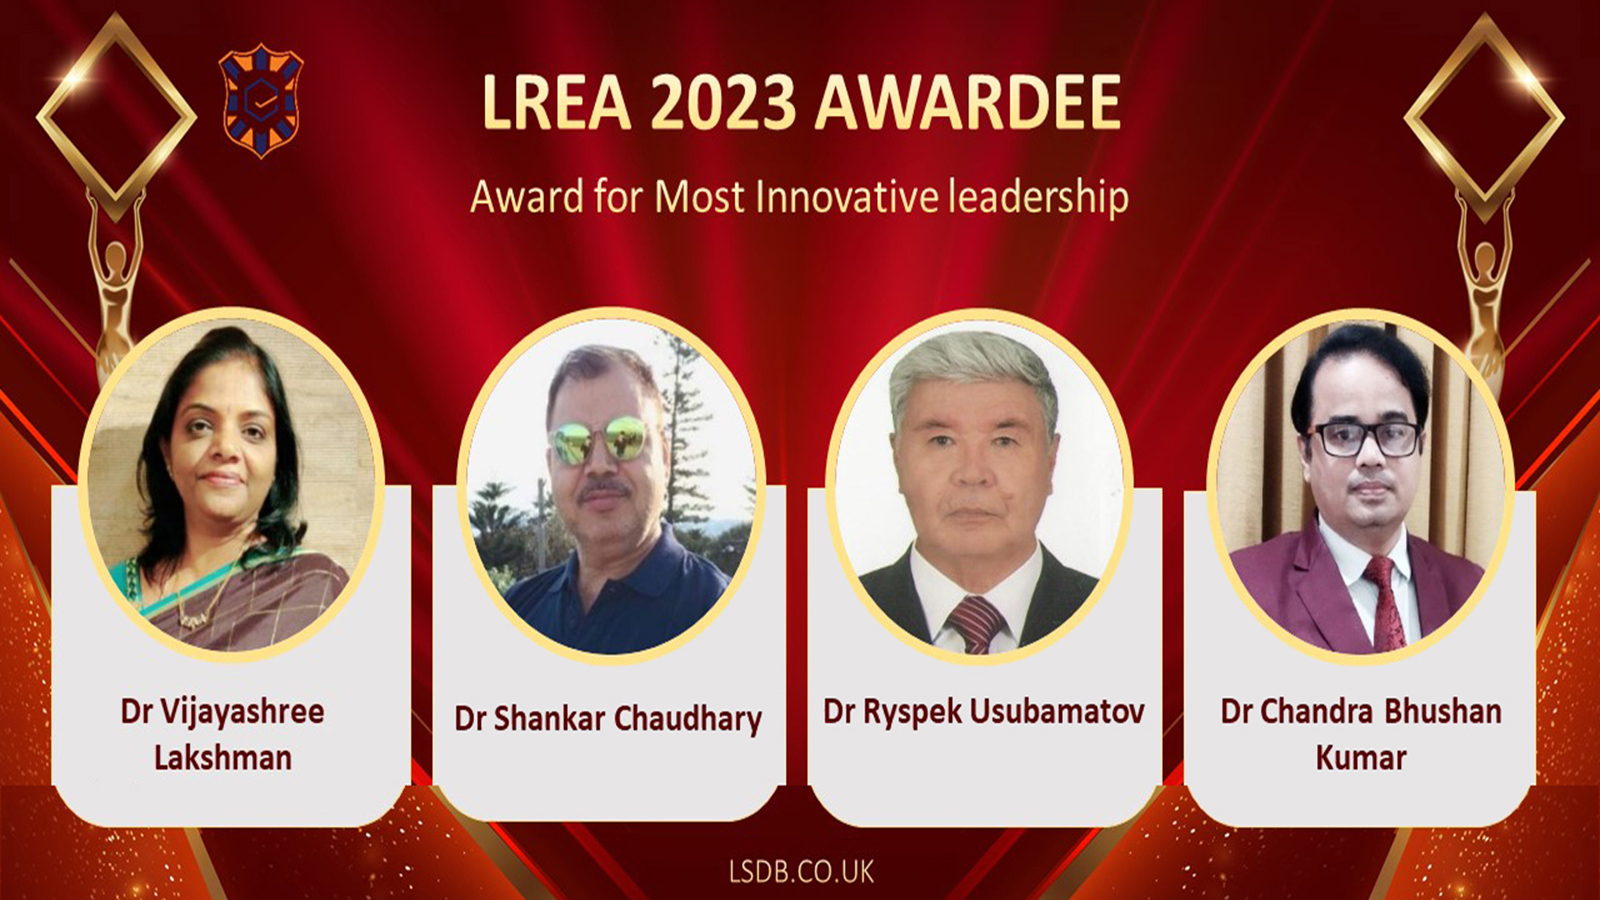 LREA 2023 AWARDEE
Award for Most Innovative leadership
Dr Vijayashree
Lakshman
Dr Shankar Chaudhary
Dr Ryspek Usubamatov
Dr Chandra Bhushan
Kumar
LSDB.CO.UK